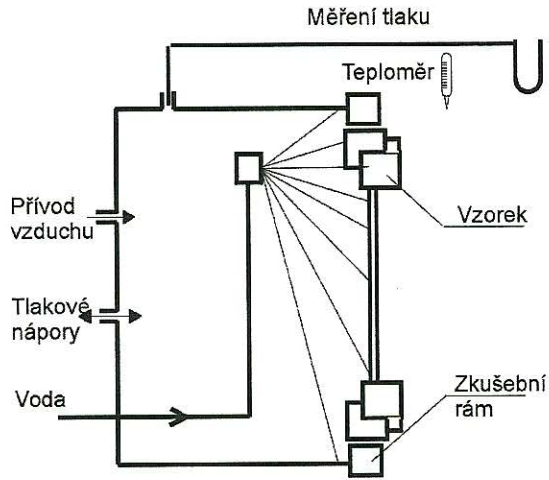 Měření tlaku
Teploměr
Přívod
vzduchu
Vzorek
Tlakové
nápory
Voda
Zkušební
rám